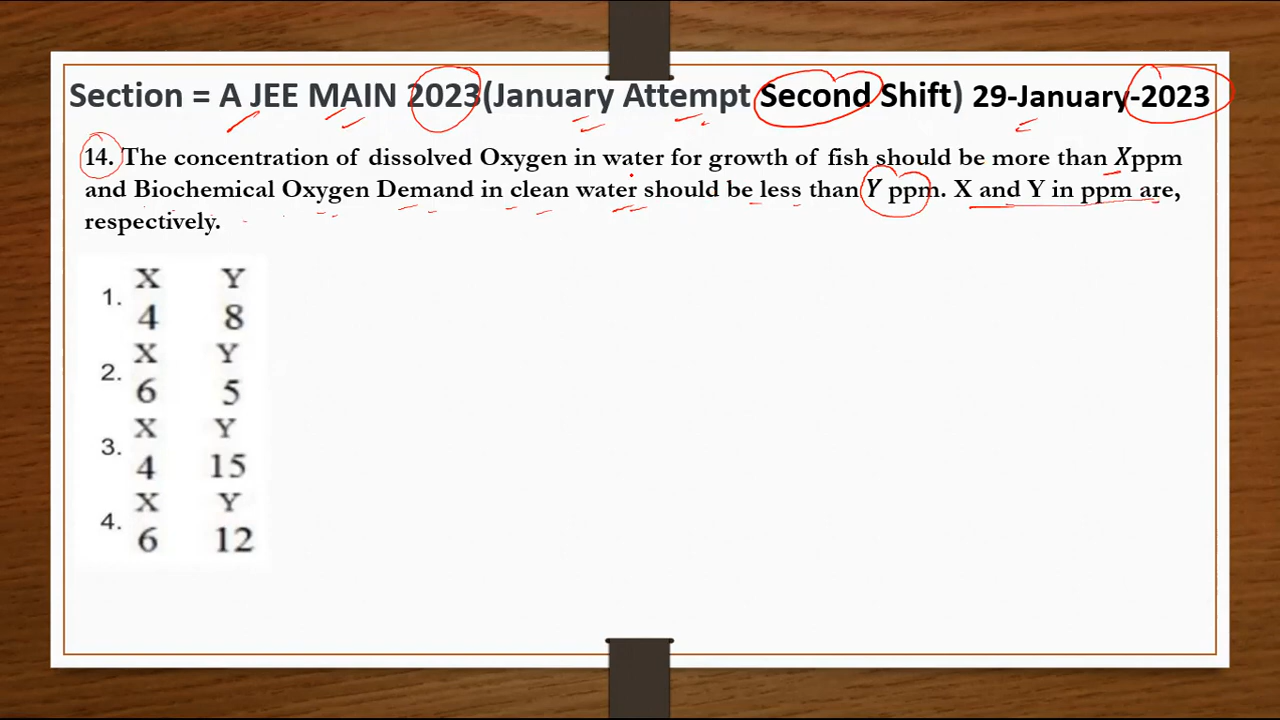 Section = A JEE MAIN 2023(January Attempt Second Shift) 29-January-2023
14. The concentration of dissolved Oxygen in water for growth of fish should be more than Xppm
and Biochemical Oxygen Demand in clean water should be less than Y ppm. X and Y in ppm are,
respectively.
X Y
1.
4 8
X Y
2.
6 5
X Y
3.
4 15
X Y
4.
6 12